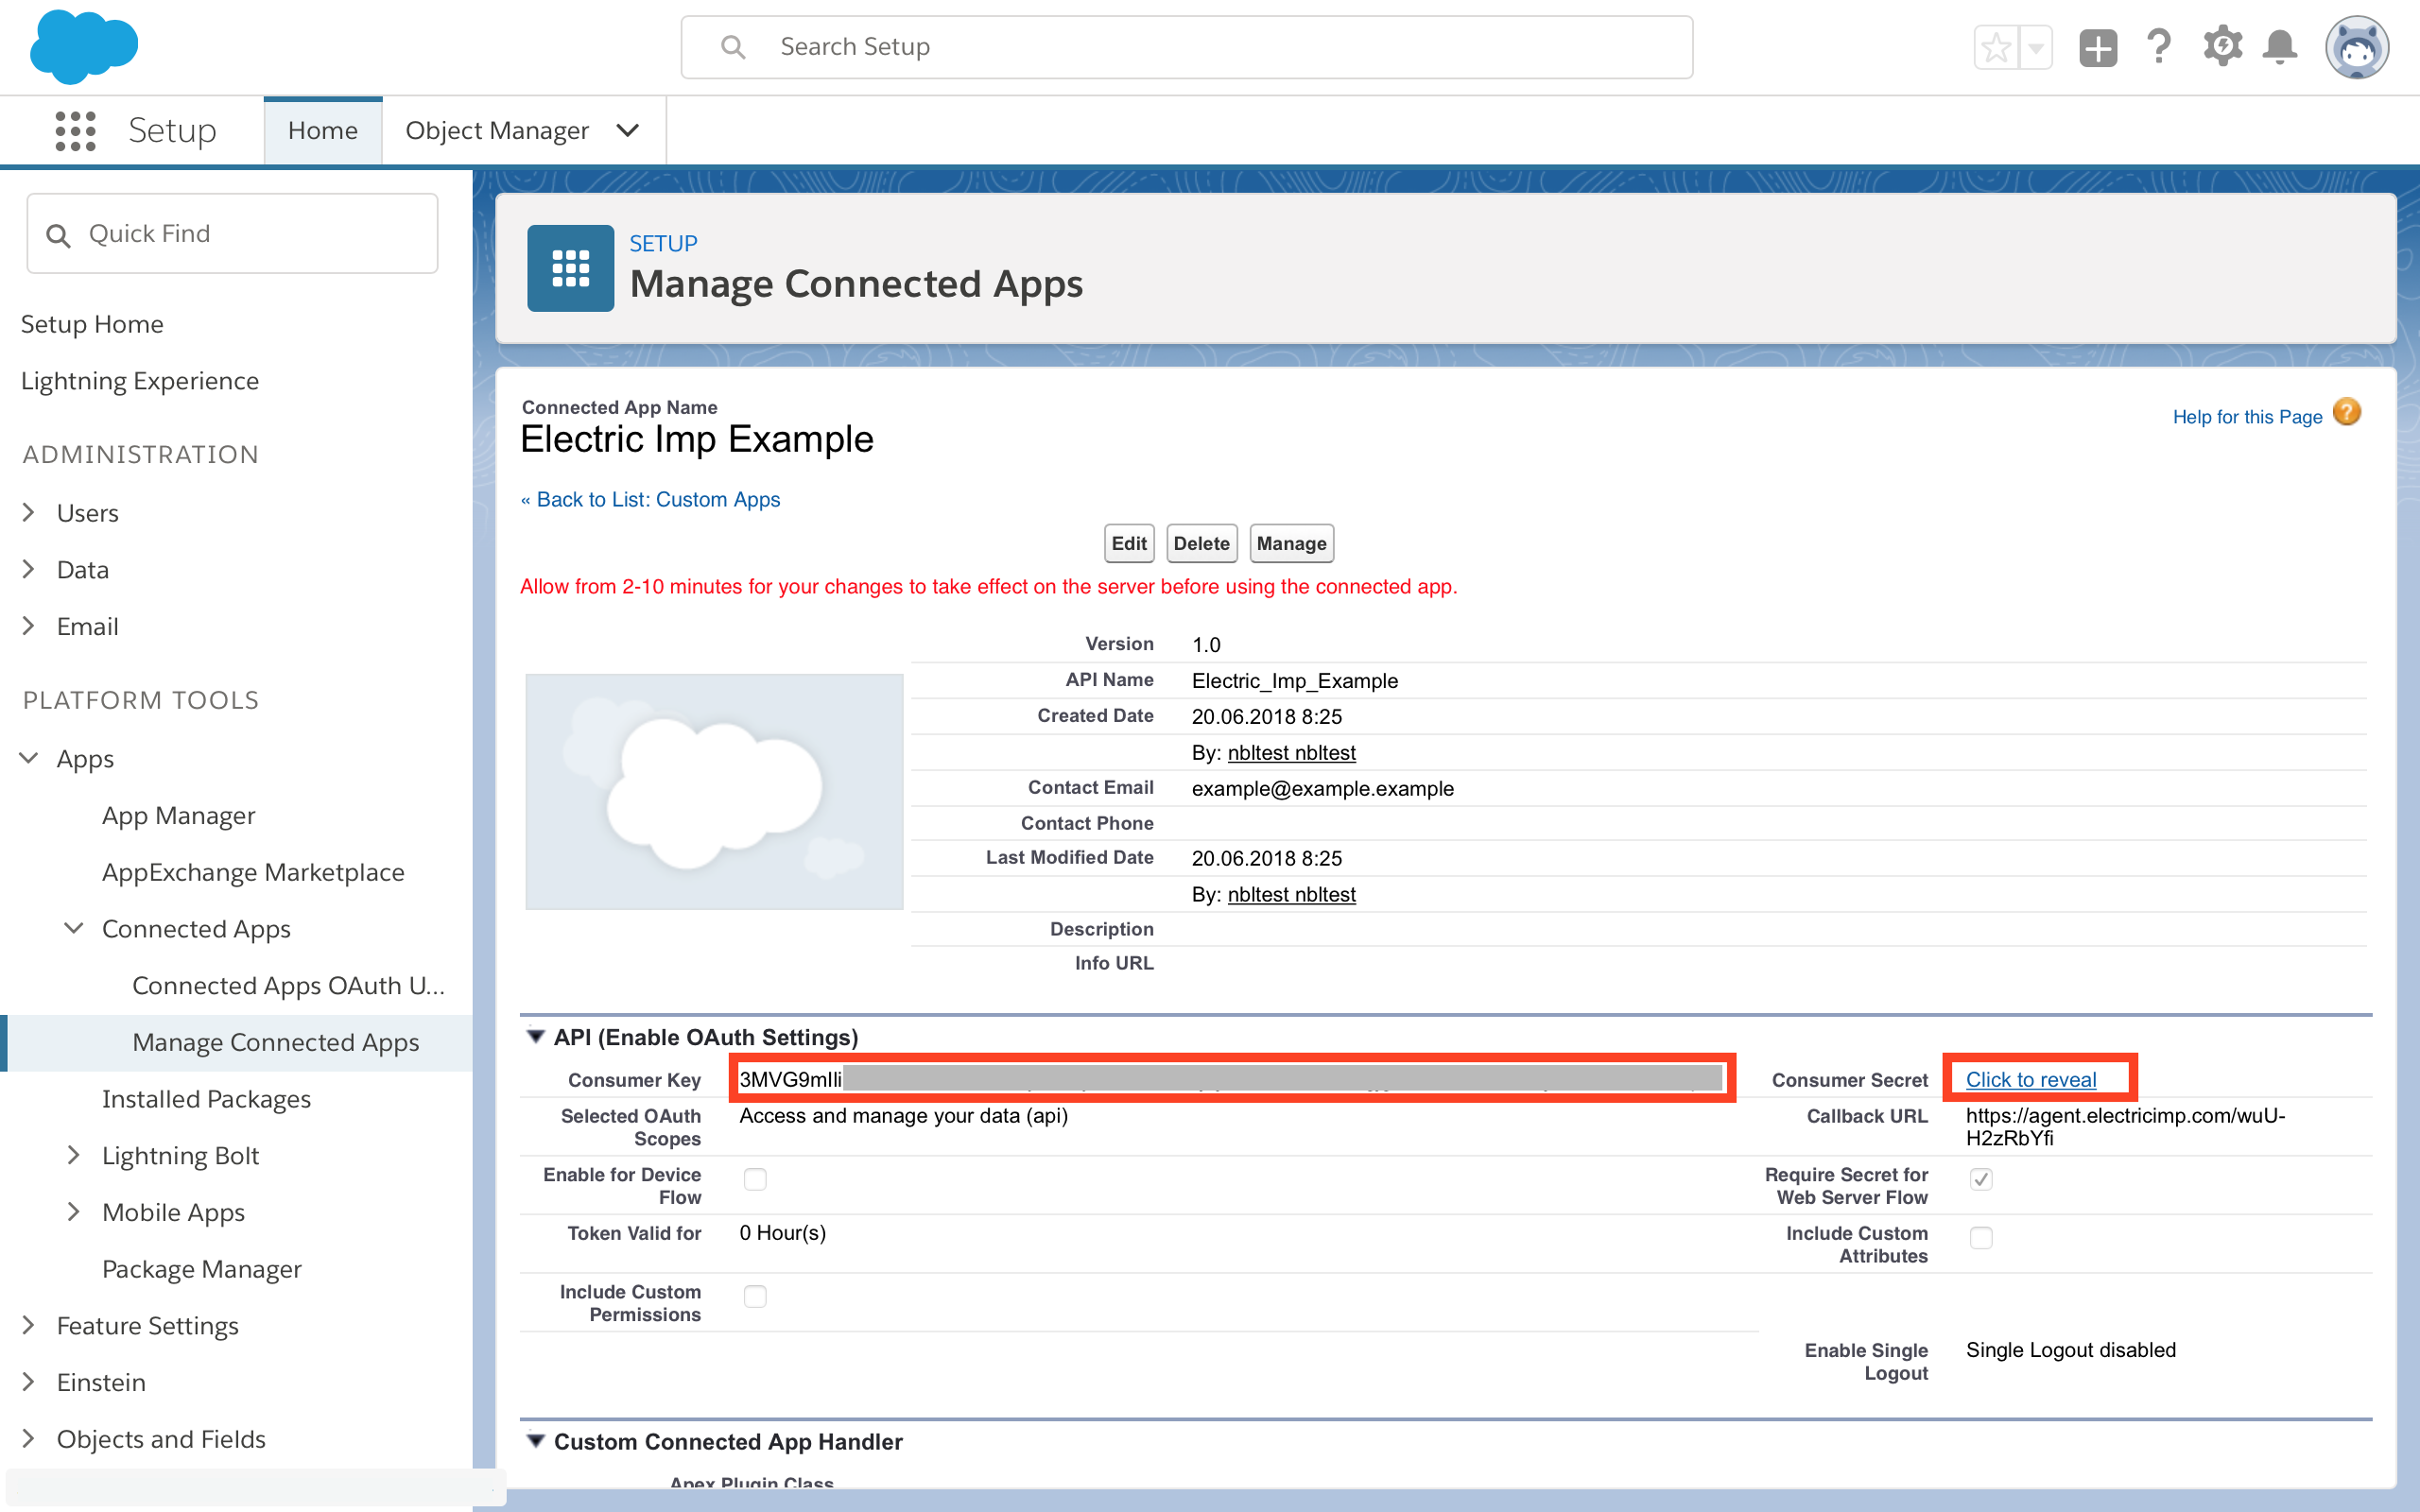 Search Setup
Setup
Home
Object Manager
Quick Find
Setup Home
Lightning Experience
ADMINISTRATION
Users
Data
Email
PLATFORM TOOLS
Apps
App Manager
AppExchange Marketplace
Connected Apps
Connected Apps OAuth U...
Manage Connected Apps
Installed Packages
Lightning Bolt
Mobile Apps
Package Manager
Feature Settings
Einstein
Objects and Fields
SETUP
Manage Connected Apps
Connected App Name
Electric Imp Example
Help for this Page ?
« Back to List: Custom Apps
Edit Delete Manage
Allow from 2-10 minutes for your changes to take effect on the server before using the connected app.
Version 1.0
API Name Electric_Imp_Example
Created Date 20.06.2018 8:25
By: nbltest nbltest
Contact Email example@example.example
Contact Phone
Last Modified Date 20.06.2018 8:25
By: nbltest nbltest
Description
Info URL
API (Enable OAuth Settings)
Consumer Key 3MVG9mIli
Consumer Secret Click to reveal
Selected OAuth
Scopes
Access and manage your data (api)
Callback URL https://agent.electricimp.com/wuU-
H2zRbYfi
Enable for Device
Flow
Require Secret for
Web Server Flow
Token Valid for 0 Hour(s)
Include Custom
Attributes
Include Custom
Permissions
Enable Single
Logout
Single Logout disabled
Custom Connected App Handler
Apex Plugin Class